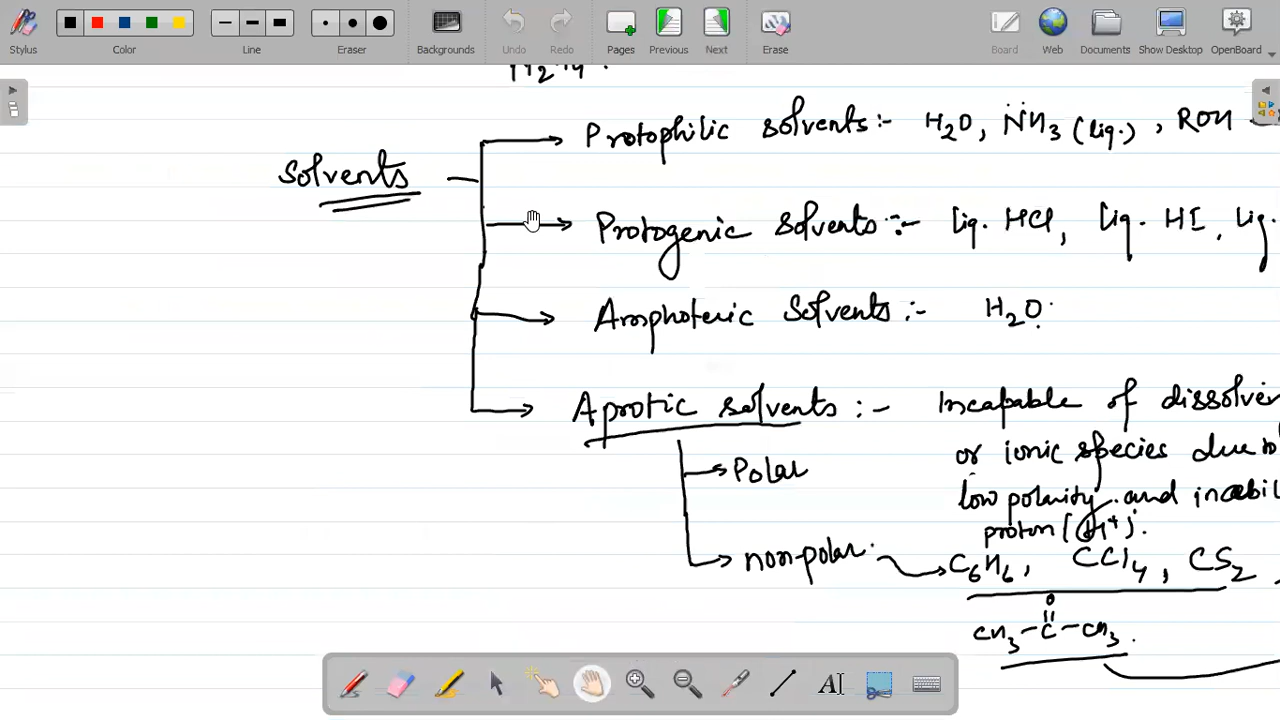 Stylus Color Line Eraser Backgrounds Undo Redo Pages Previous Next Erase Board Web Documents Show Desktop OpenBoard
Protophilic solvents:- H2O, NH3 (liq.), ROH
Solvents
Protogenic solvents:- liq. HCl, liq. HI, liq.
Amphoteric Solvents:- H2O.
Aprotic solvents:- Incapable of
or ionic species due to
Polar
low polarity and
proton (H+).
non-polar. C6H6, CCl4, CS2
O
CH3-C-CH3.